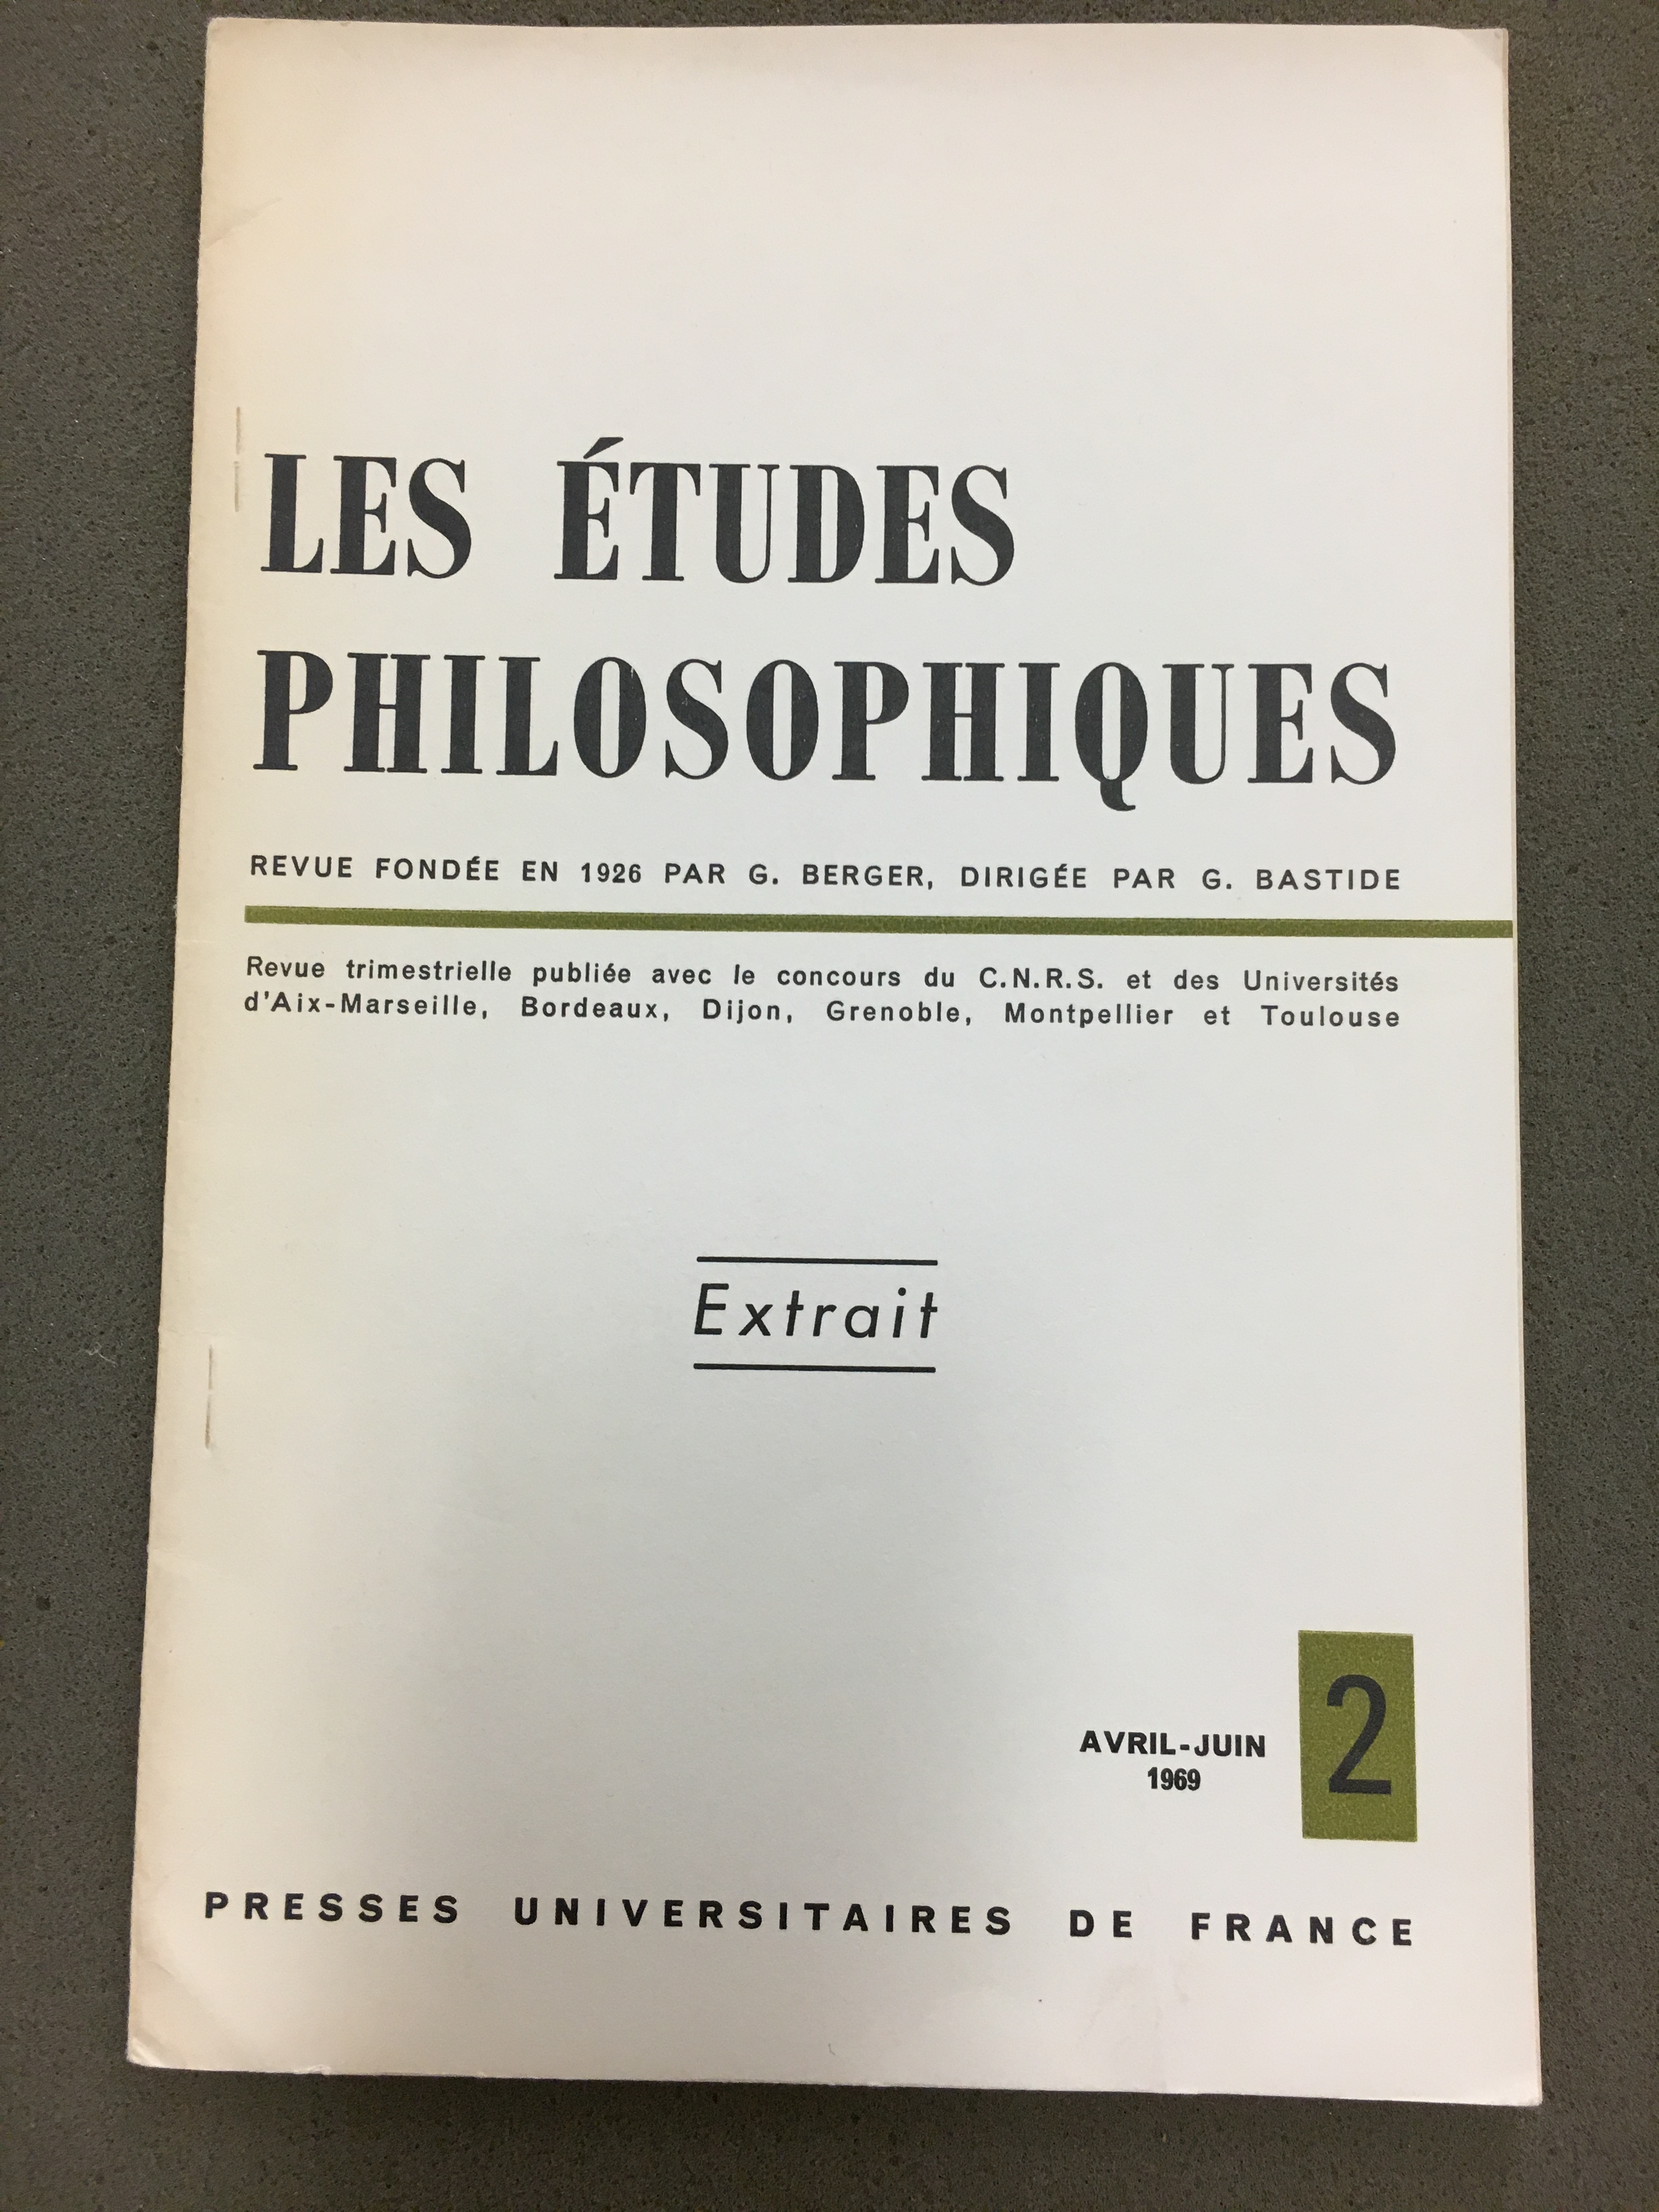 LES ÉTUDES
PHILOSOPHIQUES
REVUE FONDÉE EN 1926 PAR G. BERGER, DIRIGÉE PAR G. BASTIDE
Revue trimestrielle publiée avec le concours du C.N.R.S. et des Universités
d'Aix-Marseille, Bordeaux, Dijon, Grenoble, Montpellier et Toulouse
Extrait
AVRIL-JUIN
1969
2
PRESSES UNIVERSITAIRES DE FRANCE